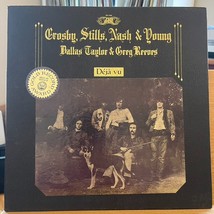 Crosby, Stills, Nash & Young
Dallas Taylor & Greg Reeves
Déjà vu